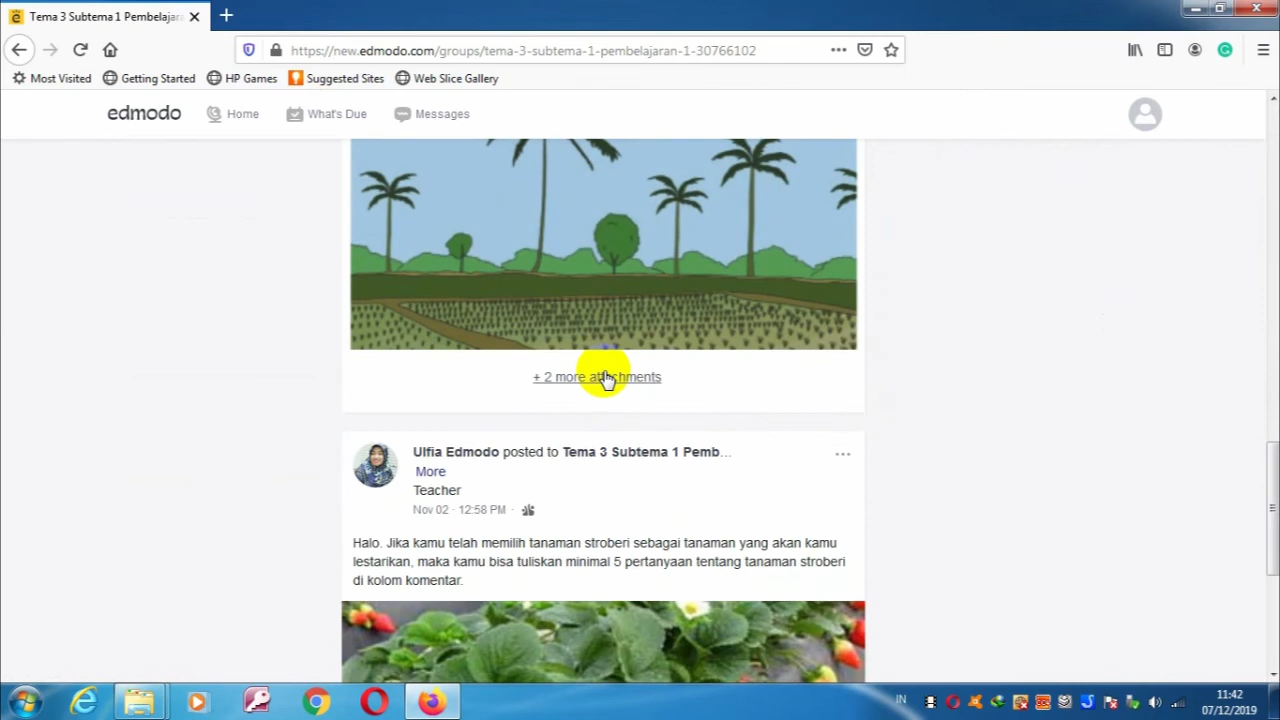 Tema 3 Subtema 1 Pembelajara
https://new.edmodo.com/groups/tema-3-subtema-1-pembelajaran-1-30766102
Most Visited Getting Started HP Games Suggested Sites Web Slice Gallery
edmodo Home What's Due Messages
+ 2 more attachments
Ulfia Edmodo posted to Tema 3 Subtema 1 Pemb...
More
Teacher
Nov 02 · 12:58 PM ·
Halo. Jika kamu telah memilih tanaman stroberi sebagai tanaman yang akan kamu
lestarikan, maka kamu bisa tuliskan minimal 5 pertanyaan tentang tanaman stroberi
di kolom komentar.
IN
11:42
07/12/2019